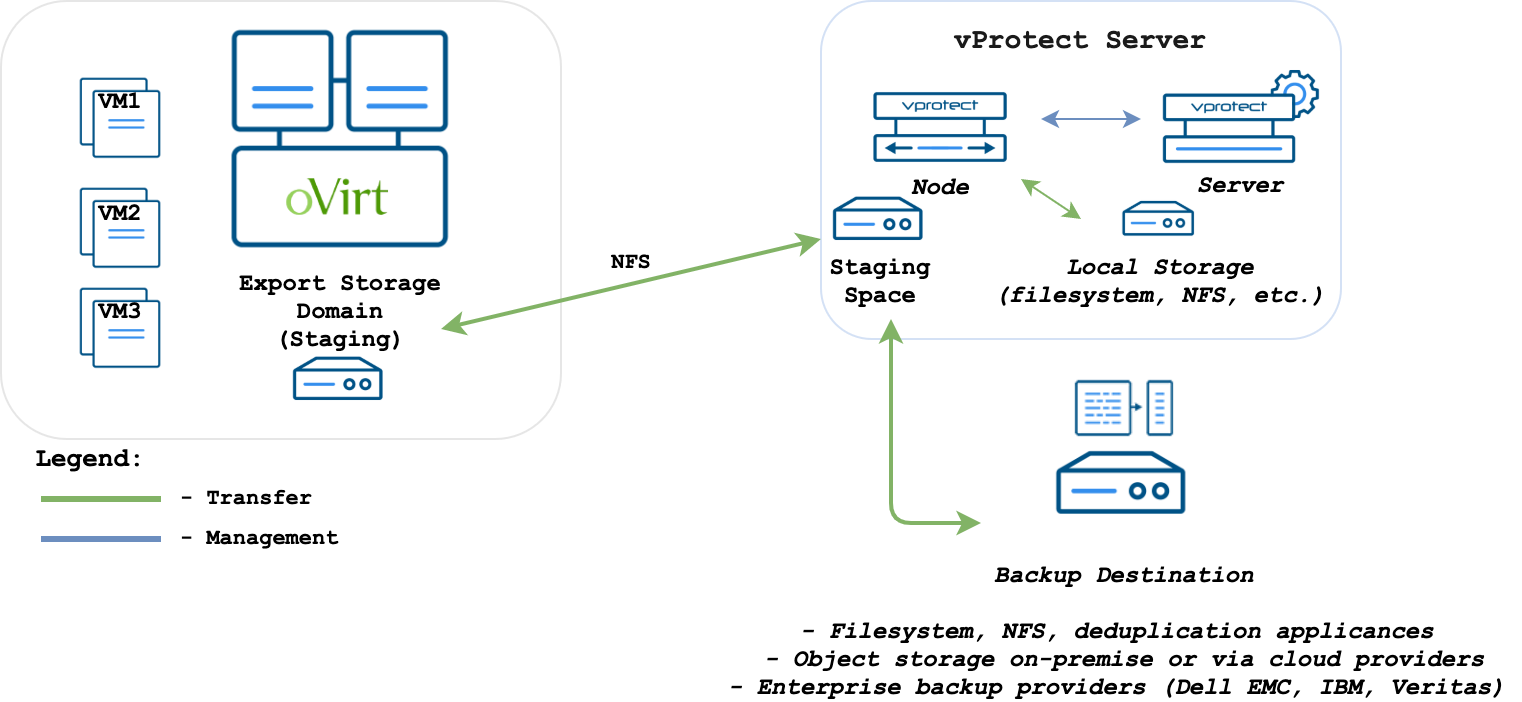 VM1
VM2
VM3
oVirt
Export Storage
Domain
(Staging)
NFS
vProtect Server
vprotect
Node
vprotect
Server
Staging
Space
Local Storage
(filesystem, NFS, etc.)
Legend:
- Transfer
- Management
Backup Destination
- Filesystem, NFS, deduplication applicances
- Object storage on-premise or via cloud providers
- Enterprise backup providers (Dell EMC, IBM, Veritas)